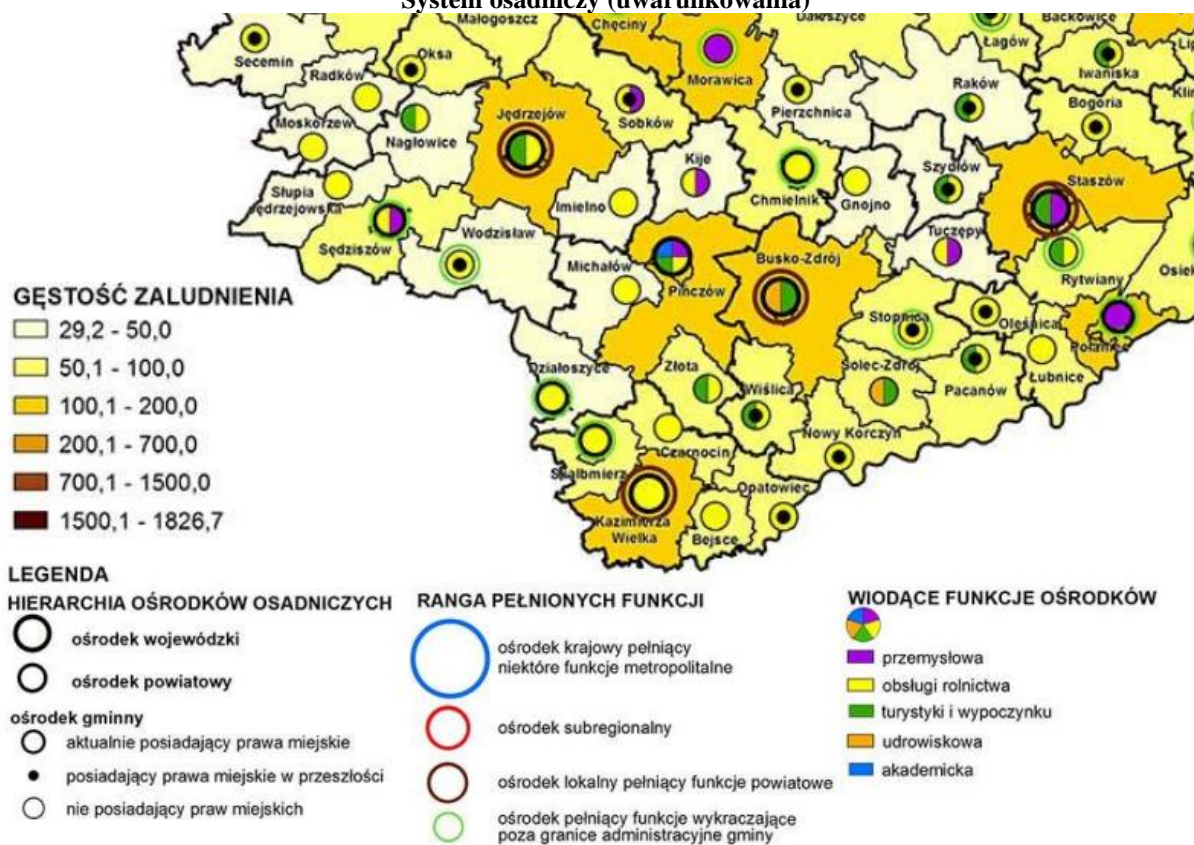 System osadniczy (uwarunkowania)
Małogoszcz
Chęciny
Daleszyce
Łagów
Baćkowice
Secemin
Oksa
Morawica
Iwaniska
Radków
Jędrzejów
Sobków
Pierzchnica
Raków
Bogoria
Moskorzew
Nagłowice
Kije
Szydłów
Staszów
Słupia
Jędrzejowska
Imielno
Chmielnik
Gnojno
Sędziszów
Wodzisław
Michałów
Pińczów
Busko-Zdrój
Tuczępy
Rytwiany
Stopnica
Oleśnica
Połaniec
Działoszyce
Złota
Wiślica
Solec-Zdrój
Pacanów
Łubnice
Skalbmierz
Czarnocin
Nowy Korczyn
Kazimierza
Wielka
Bejsce
Opatowiec
GĘSTOŚĆ ZALUDNIENIA
29,2 - 50,0
50,1 - 100,0
100,1 - 200,0
200,1 - 700,0
700,1 - 1500,0
1500,1 - 1826,7
LEGENDA
HIERARCHIA OŚRODKÓW OSADNICZYCH
ośrodek wojewódzki
ośrodek powiatowy
ośrodek gminny
aktualnie posiadający prawa miejskie
posiadający prawa miejskie w przeszłości
nie posiadający praw miejskich
RANGA PEŁNIONYCH FUNKCJI
ośrodek krajowy pełniący
niektóre funkcje metropolitalne
ośrodek subregionalny
ośrodek lokalny pełniący funkcje powiatowe
ośrodek pełniący funkcje wykraczające
poza granice administracyjne gminy
WIODĄCE FUNKCJE OŚRODKÓW
przemysłowa
obsługi rolnictwa
turystyki i wypoczynku
udrowiskowa
akademicka